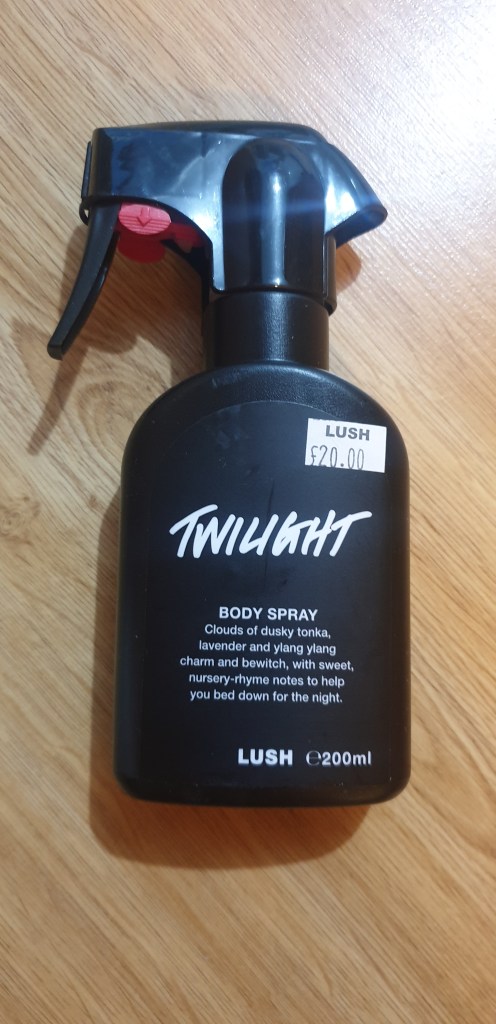 LUSH
£20.00
TWILIGHT
BODY SPRAY
Clouds of dusky tonka,
lavender and ylang ylang
charm and bewitch, with sweet,
nursery-rhyme notes to help
you bed down for the night.
LUSH ℮200ml